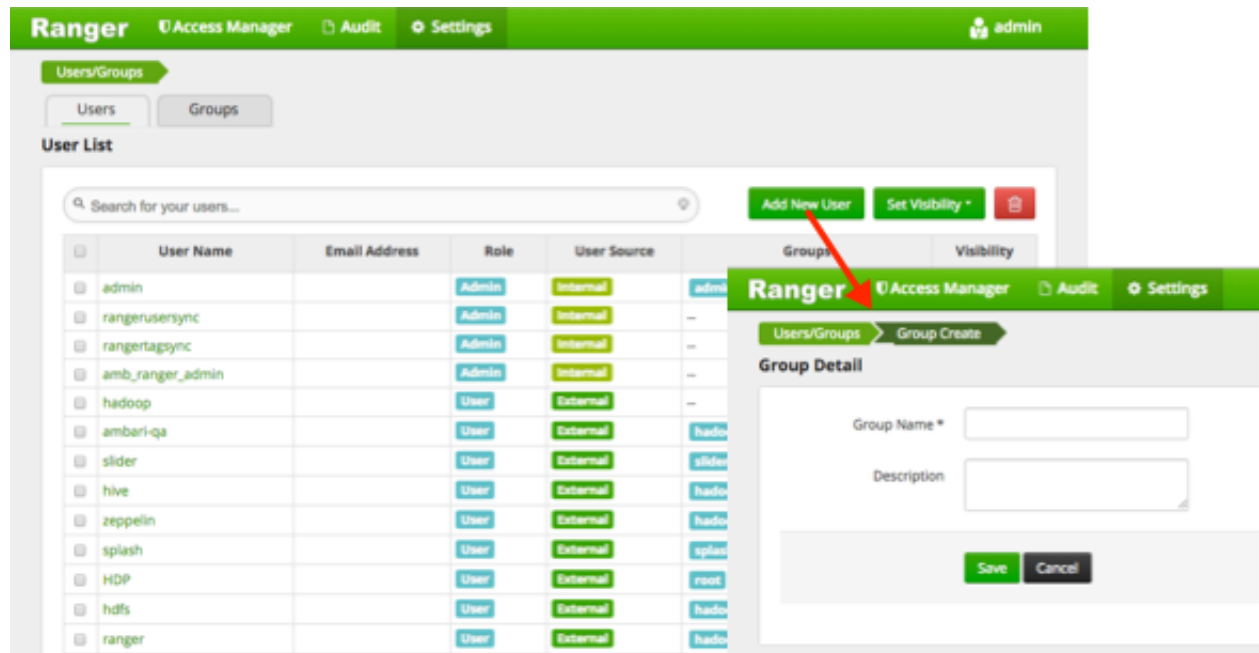 Ranger Access Manager Audit Settings admin
Users/Groups
Users Groups
User List
Search for your users...
Add New User Set Visibility
User Name Email Address Role User Source Groups Visibility
admin Admin Internal
rangerusersync Admin Internal --
rangertagsync Admin Internal --
amb_ranger_admin Admin Internal --
hadoop User External --
ambari-qa User External
slider User External
hive User External
zeppelin User External
splash User External
HDP User External root
hdfs User External
ranger User External
Ranger Access Manager Audit Settings
Users/Groups Group Create
Group Detail
Group Name *
Description
Save Cancel